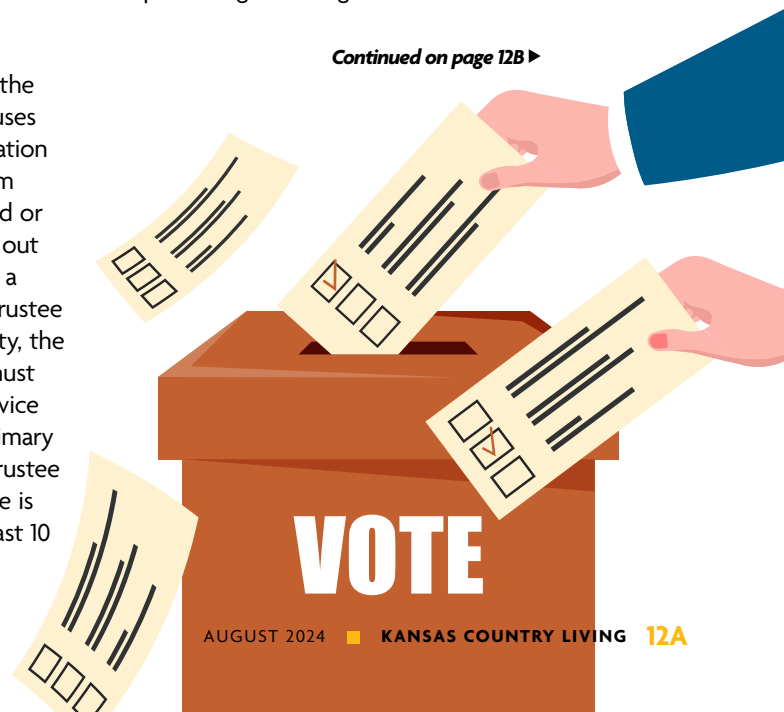 Continued on page 12B ▶
the
uses
ation
m
d or
out
a
rustee
ty, the
nust
vice
imary
rustee
e is
ast 10
VOTE
AUGUST 2024 ■ KANSAS COUNTRY LIVING 12A